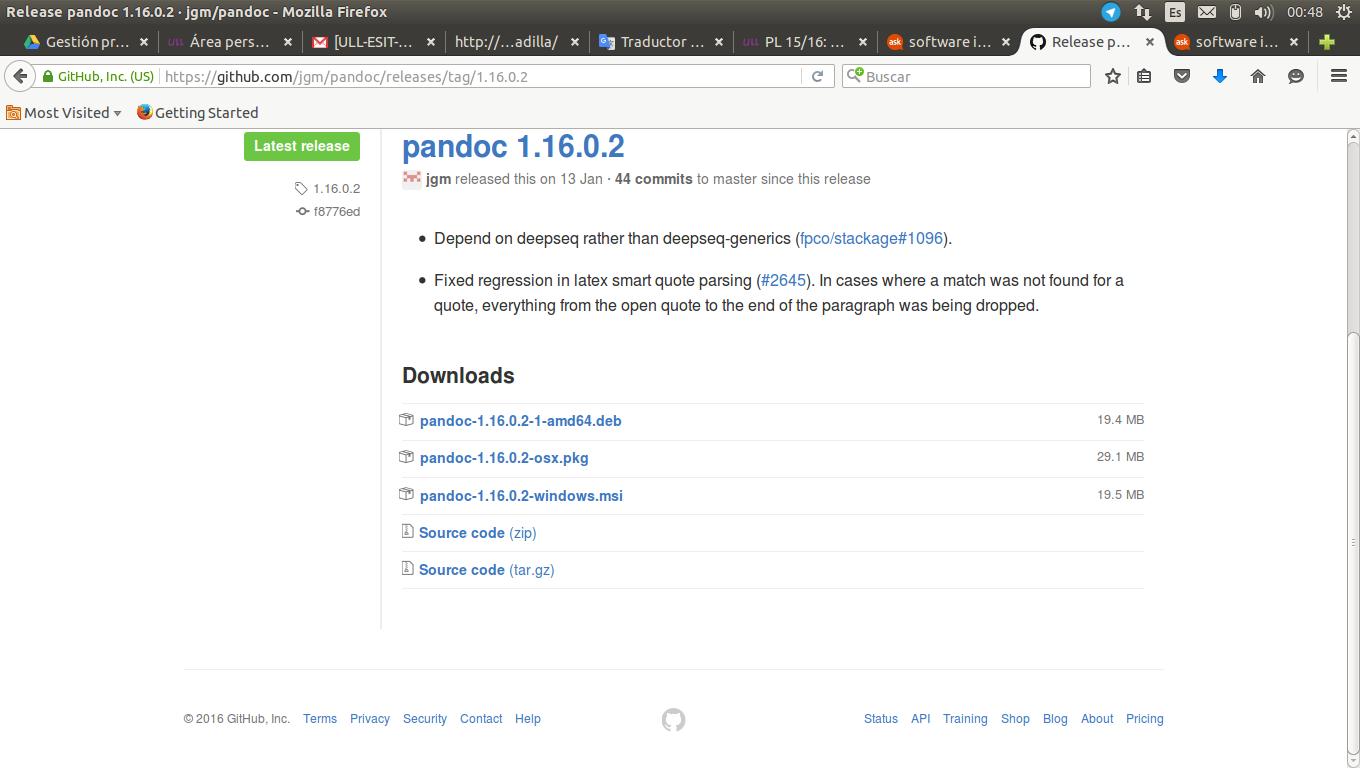 Release pandoc 1.16.0.2 · jgm/pandoc - Mozilla Firefox
Es
00:48
Gestión pr...
ULL Área pers...
[ULL-ESIT-...
http://...adilla/
Traductor ...
ULL PL 15/16: ...
ask software i...
Release p...
ask software i...
GitHub, Inc. (US)
https://github.com/jgm/pandoc/releases/tag/1.16.0.2
Buscar
Most Visited
Getting Started
Latest release
1.16.0.2
f8776ed
pandoc 1.16.0.2
jgm released this on 13 Jan · 44 commits to master since this release
Depend on deepseq rather than deepseq-generics (fpco/stackage#1096).
Fixed regression in latex smart quote parsing (#2645). In cases where a match was not found for a
quote, everything from the open quote to the end of the paragraph was being dropped.
Downloads
pandoc-1.16.0.2-1-amd64.deb 19.4 MB
pandoc-1.16.0.2-osx.pkg 29.1 MB
pandoc-1.16.0.2-windows.msi 19.5 MB
Source code (zip)
Source code (tar.gz)
© 2016 GitHub, Inc. Terms Privacy Security Contact Help
Status API Training Shop Blog About Pricing